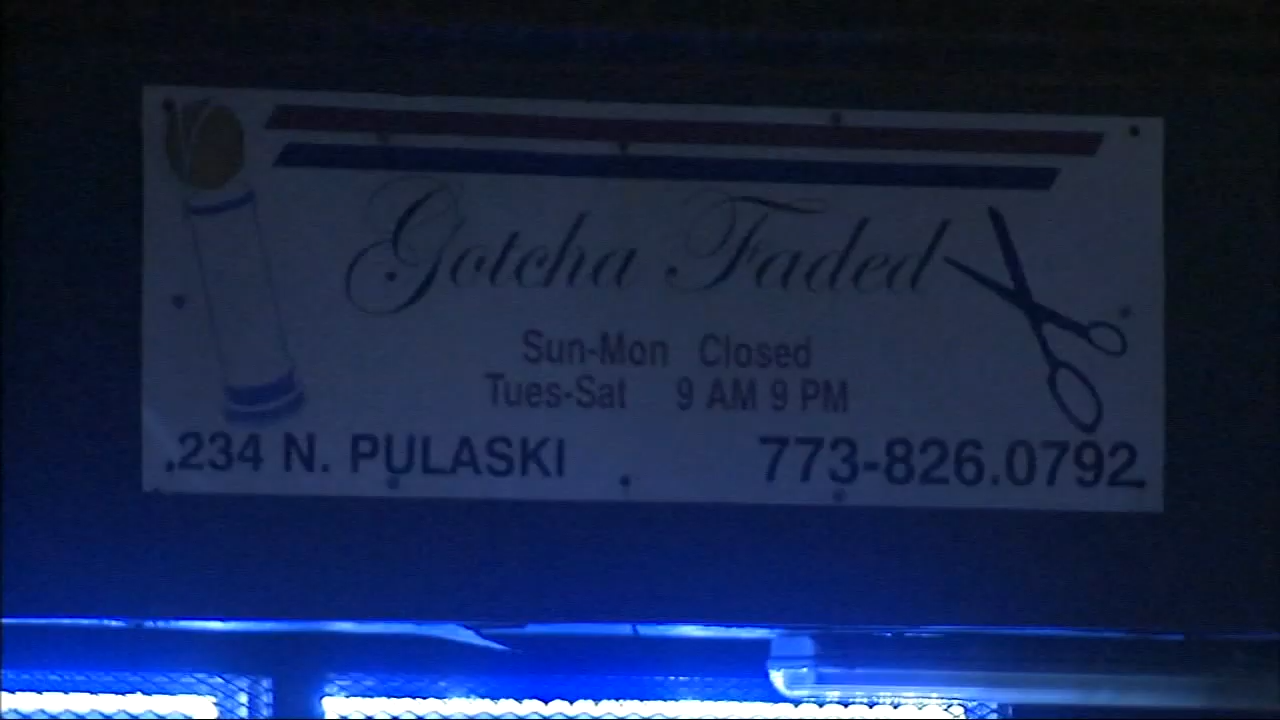 Gotcha Faded
Sun-Mon Closed
Tues-Sat 9 AM 9 PM
234 N. PULASKI 773-826.0792